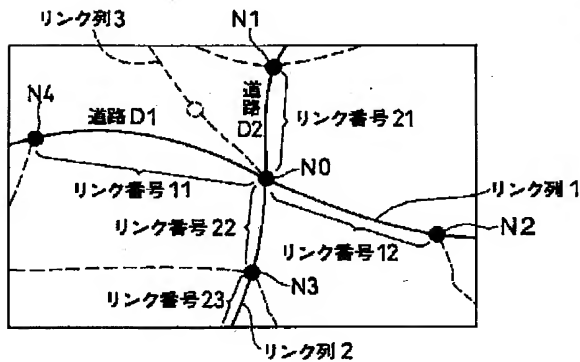 リンク列3
N1
N4
道路D1
道路
D2
リンク番号21
N0
リンク番号11
リンク列1
リンク番号22
リンク番号12
N2
N3
リンク番号23
リンク列2